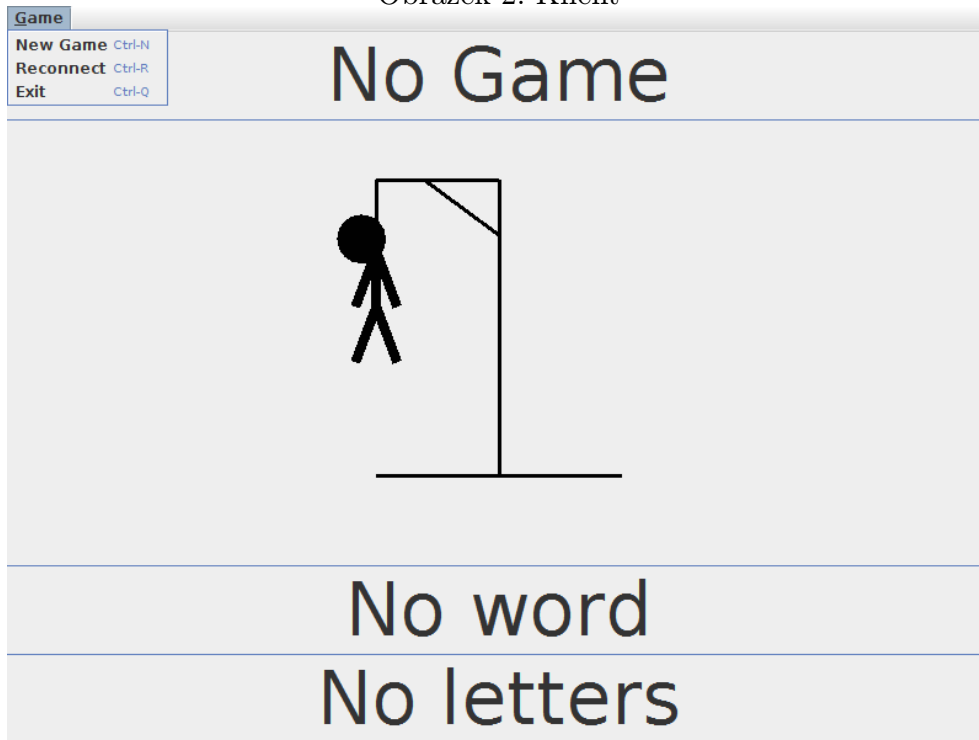 Obrázek 2: Klient
Game
New Game Ctrl-N
Reconnect Ctrl-R
Exit Ctrl-Q
No Game
No word
No letters